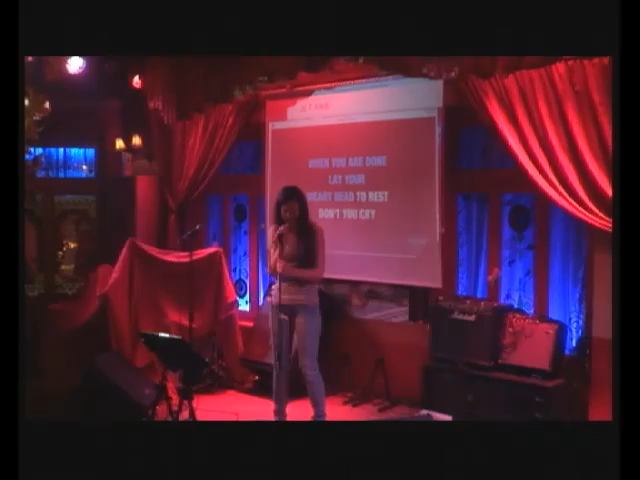 WHEN YOU ARE DONE
LAY YOUR
WEARY HEAD TO REST
DON'T YOU CRY